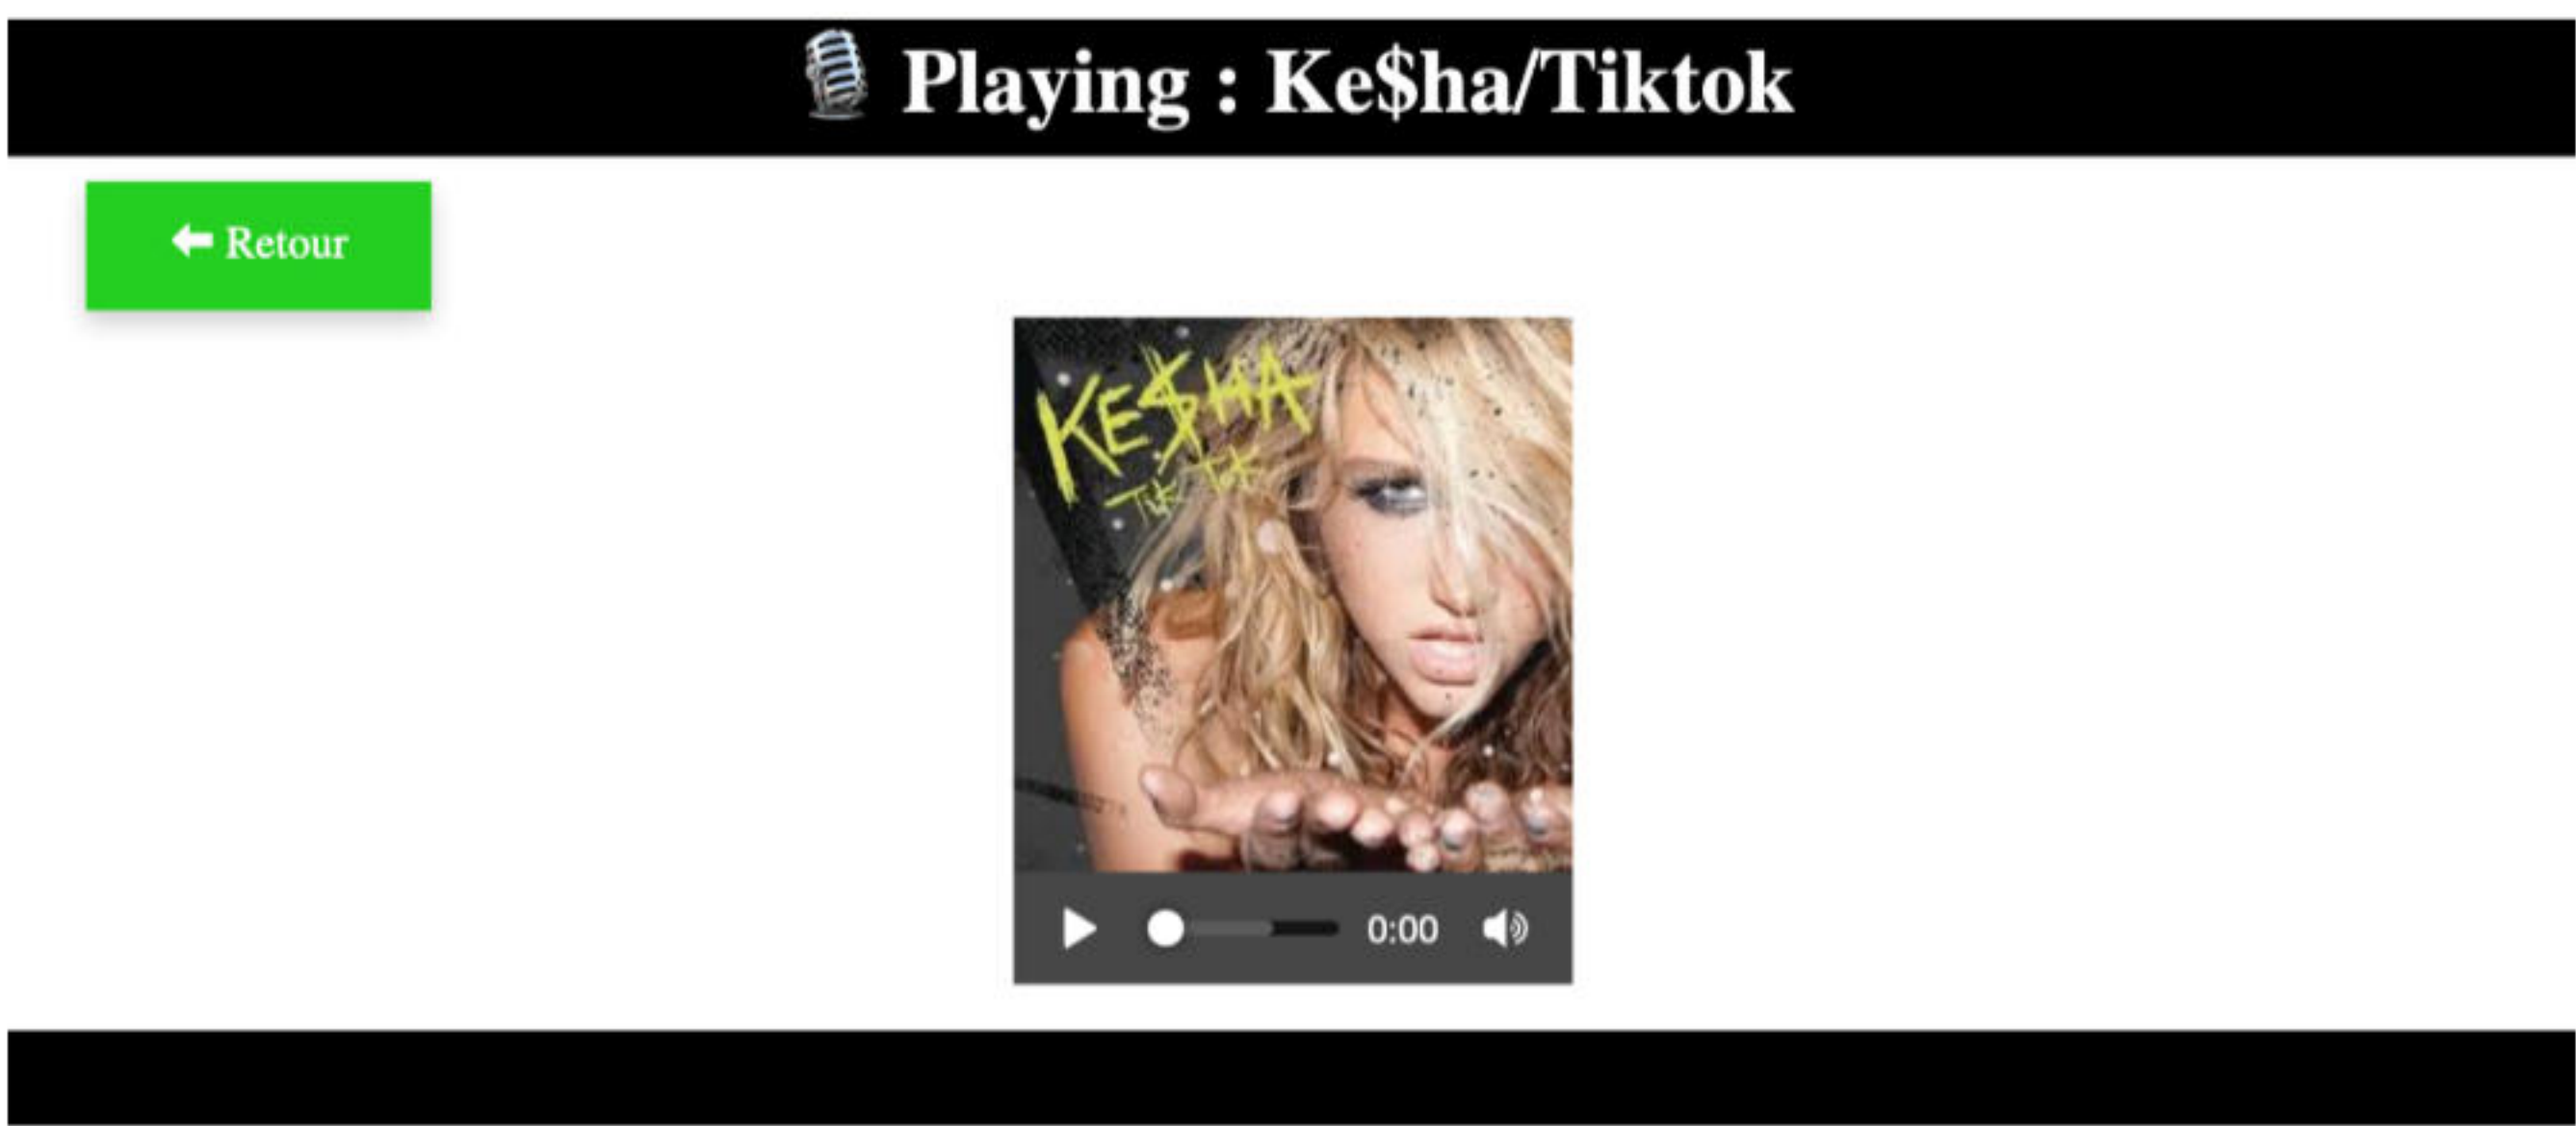 🎙 Playing : Ke$ha/Tiktok
⬅ Retour
KE$HA
TiK ToK
0:00